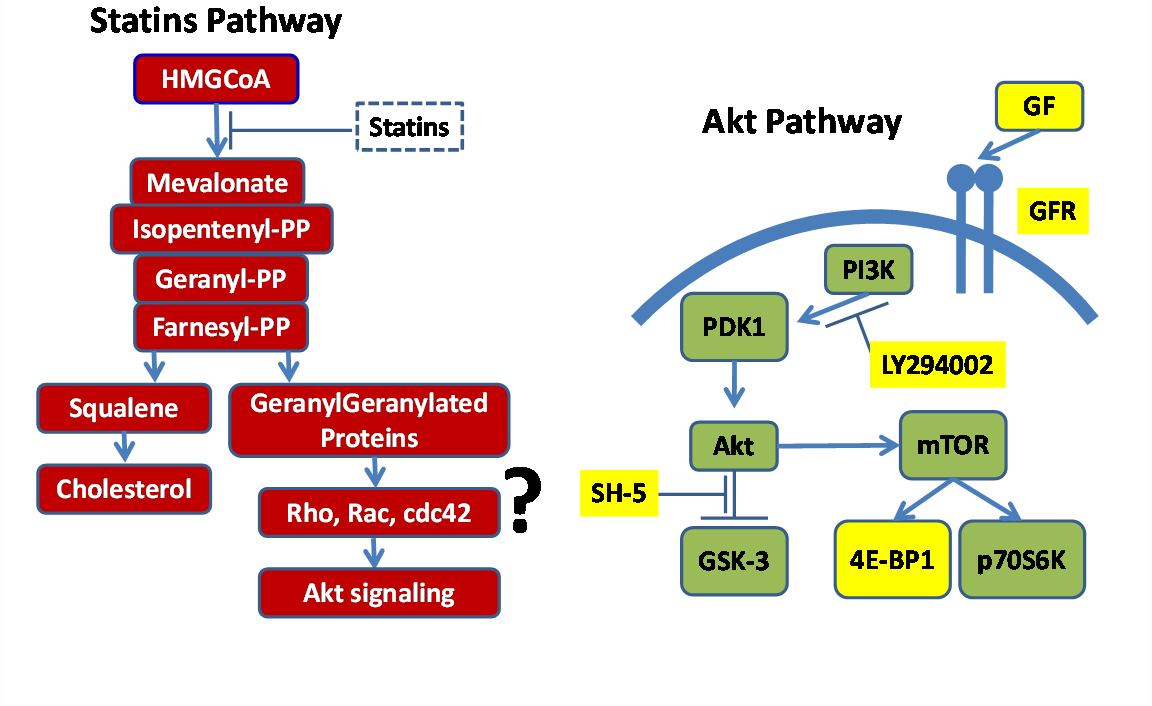 Statins Pathway
HMGCoA
Statins
Mevalonate
Isopentenyl-PP
Geranyl-PP
Farnesyl-PP
Squalene
Cholesterol
GeranylGeranylated
Proteins
Rho, Rac, cdc42
?
Akt signaling
Akt Pathway
GF
GFR
PI3K
PDK1
LY294002
Akt
mTOR
SH-5
GSK-3
4E-BP1
p70S6K